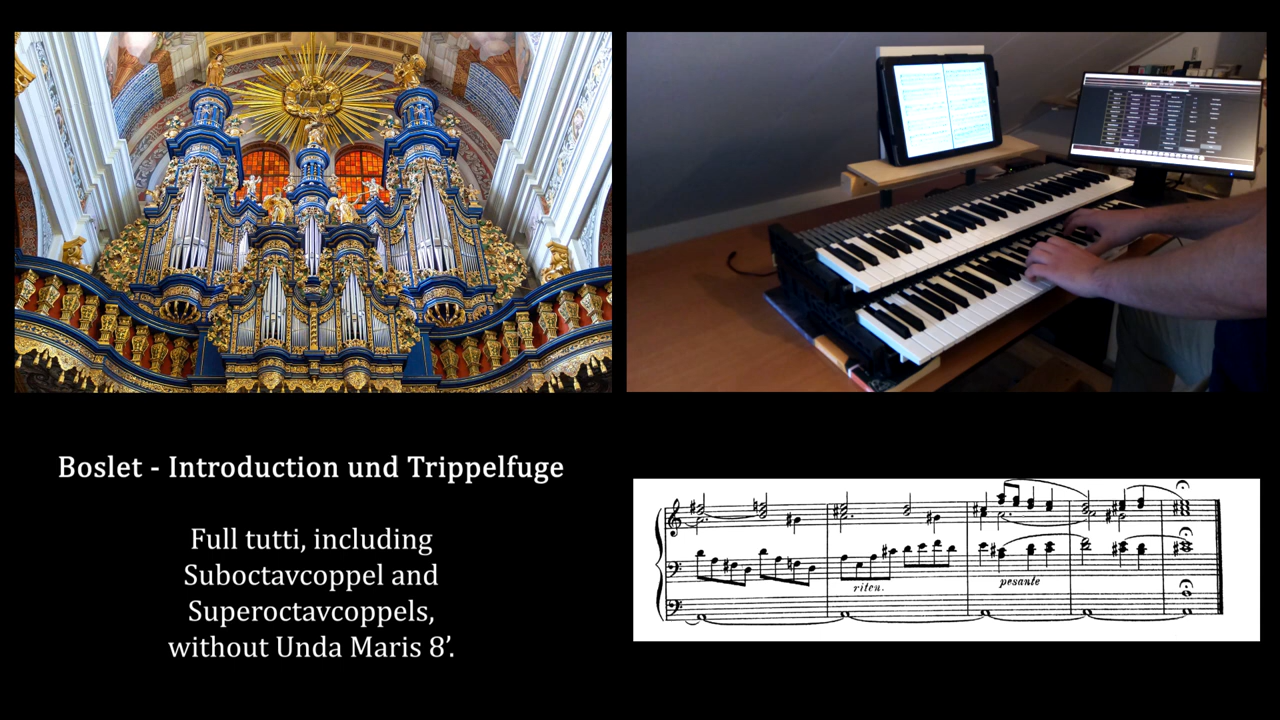 Boslet - Introduction und Trippelfuge
Full tutti, including
Suboctavcoppel and
Superoctavcoppels,
without Unda Maris 8’.
riten.
pesante